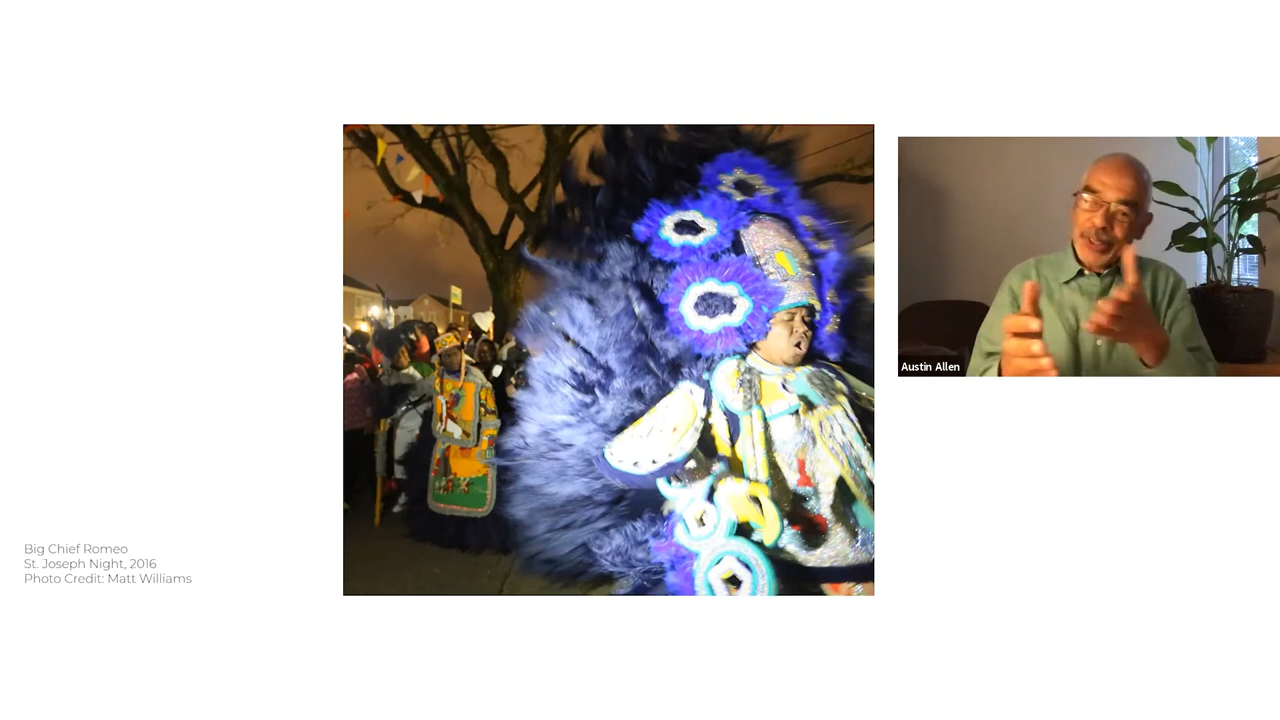 Big Chief Romeo
St. Joseph Night, 2016
Photo Credit: Matt Williams
Austin Allen